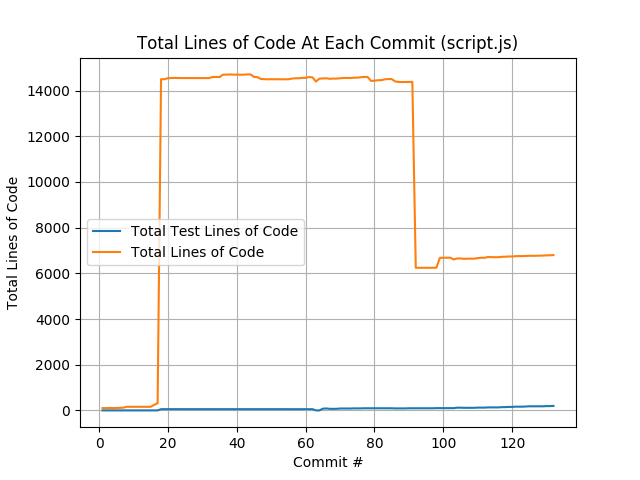 Total Lines of Code At Each Commit (script.js)
Total Lines of Code
14000
12000
10000
8000
6000
4000
2000
0
Total Test Lines of Code
Total Lines of Code
0 20 40 60 80 100 120
Commit #